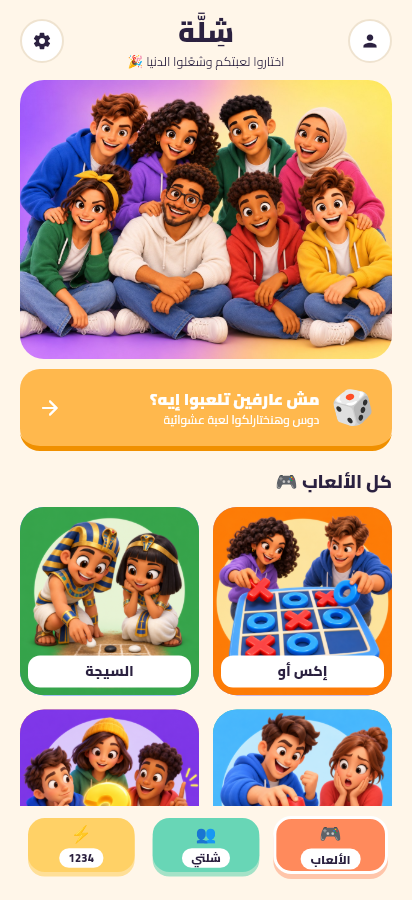 شِلَّة
اختاروا لعبتكم وشغّلوا الدنيا 🎉
مش عارفين تلعبوا إيه؟
دوس وهنختارلكوا لعبة عشوائية
كل الألعاب 🎮
إكس أو
السيجة
الألعاب
شلتي
1234